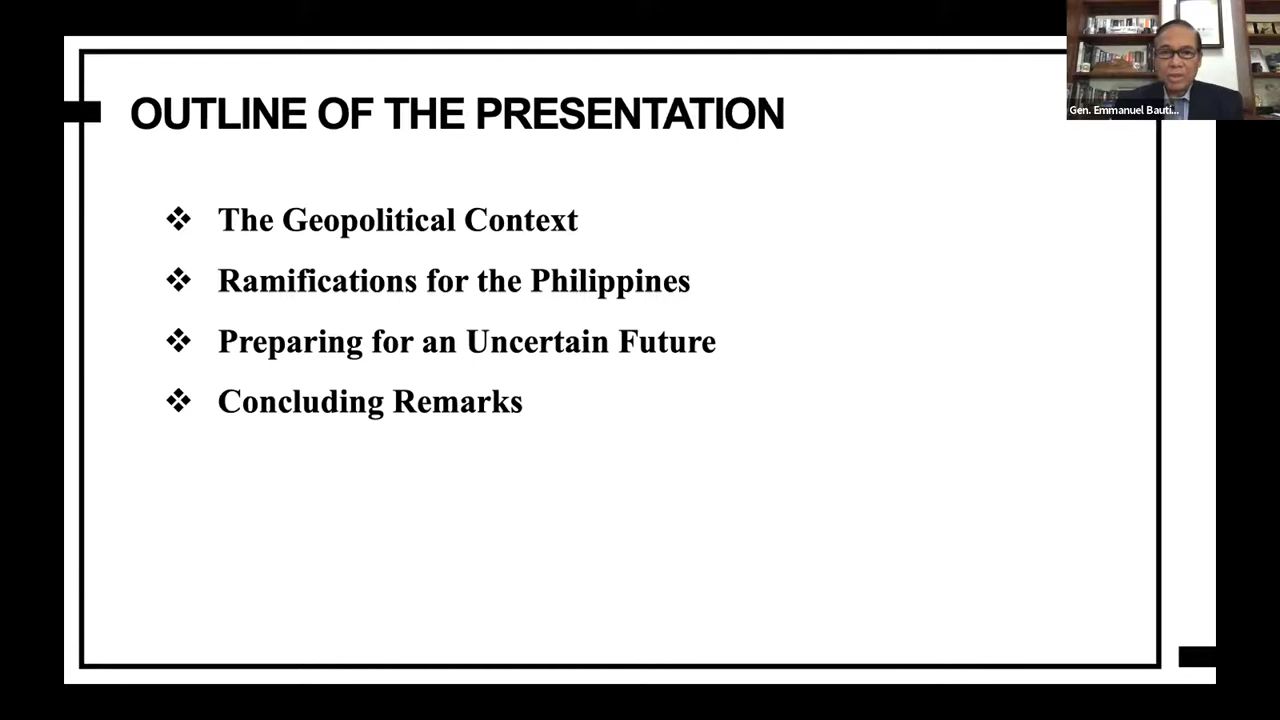 OUTLINE OF THE PRESENTATION
Gen. Emmanuel Bauti...
❖ The Geopolitical Context
❖ Ramifications for the Philippines
❖ Preparing for an Uncertain Future
❖ Concluding Remarks